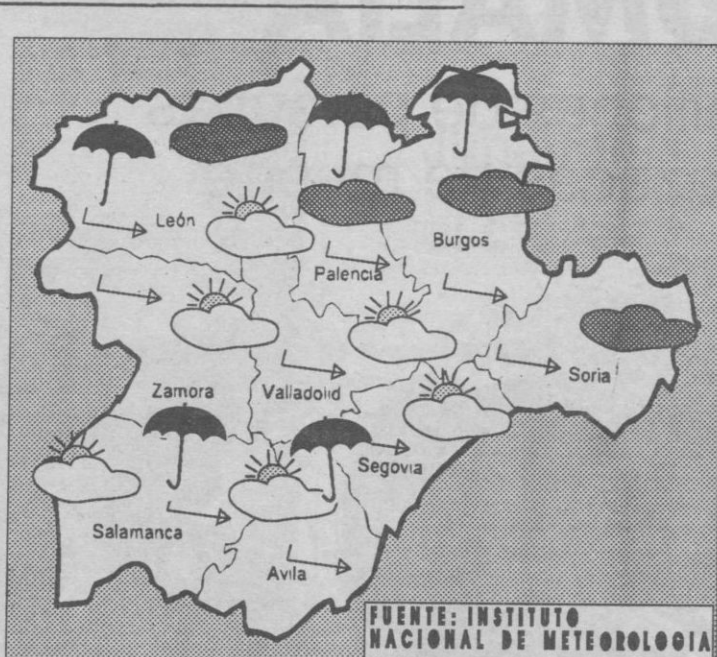 León
Burgos
Palencia
Soria
Zamora
Valladolid
Segovia
Salamanca
Avila
FUENTE: INSTITUTO
NACIONAL DE METEOROLOGIA